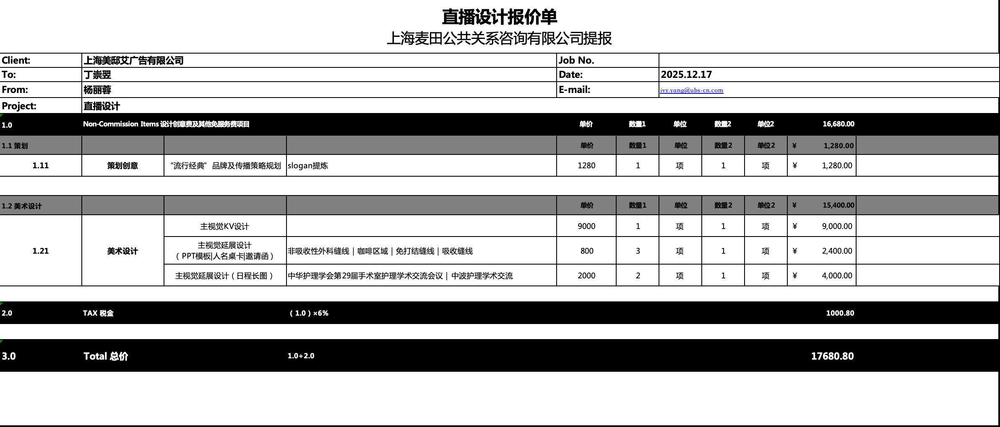 直播设计报价单
上海麦田公共关系咨询有限公司提报
Client: 上海美邸艾广告有限公司 Job No.
To: 丁崇翌 Date: 2025.12.17
From: 杨丽蓉 E-mail: ivy.yang@ubs-cn.com
Project: 直播设计
1.0 Non-Commission Items 设计创意费及其他免服务费项目 单价 数量1 单位 数量2 单位2 16,680.00
1.1 策划 单价 数量1 单位 数量2 单位2 ¥ 1,280.00
1.11 策划创意 “流行经典”品牌及传播策略规划 slogan提炼 1280 1 项 1 项 ¥ 1,280.00
1.2 美术设计 单价 数量1 单位 数量2 单位2 ¥ 15,400.00
主视觉KV设计 9000 1 项 1 项 ¥ 9,000.00
1.21 美术设计 主视觉延展设计
（PPT模板|人名桌卡|邀请函） 非吸收性外科缝线｜咖啡区域｜免打结缝线｜吸收缝线 800 3 项 1 项 ¥ 2,400.00
主视觉延展设计（日程长图） 中华护理学会第29届手术室护理学术交流会议｜中波护理学术交流 2000 2 项 1 项 ¥ 4,000.00
2.0 TAX 税金 （1.0）×6% 1000.80
3.0 Total 总价 1.0+2.0 17680.80